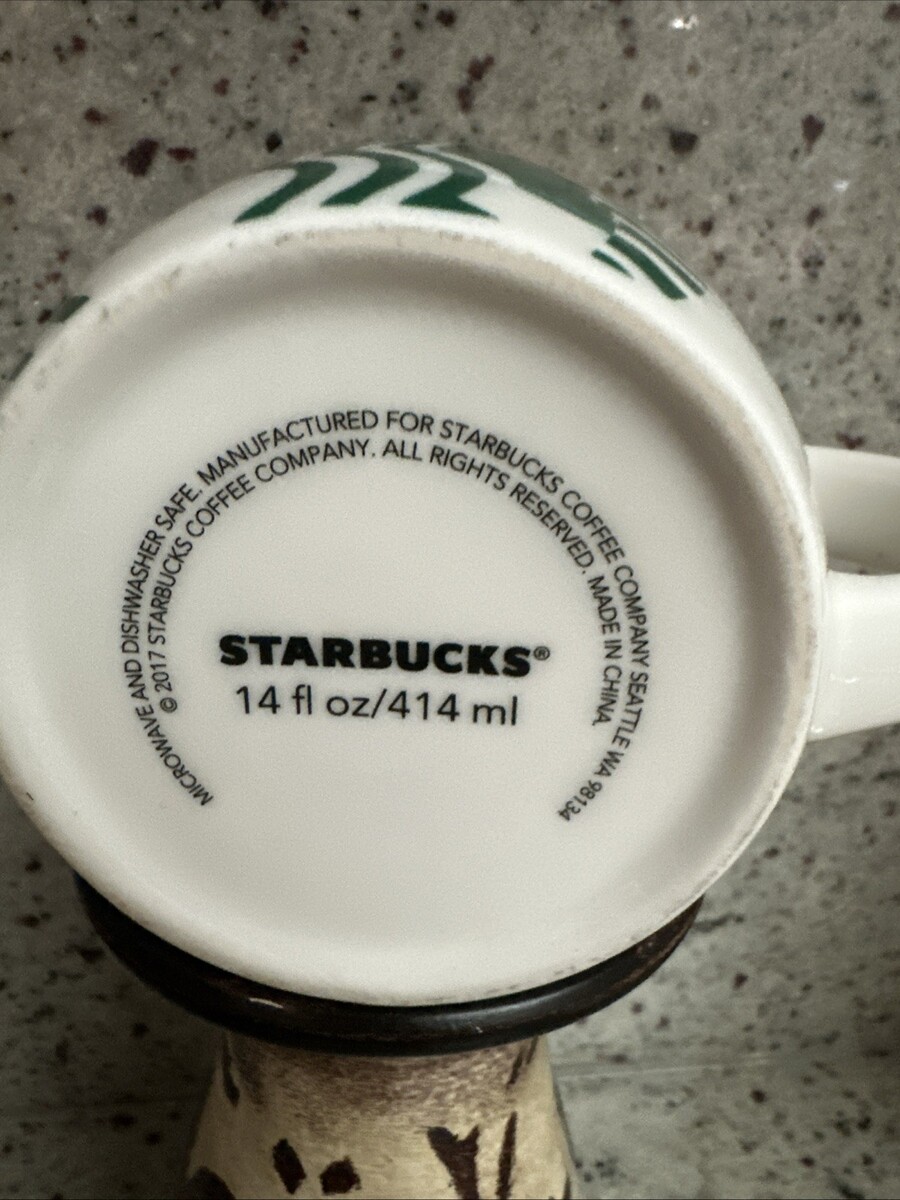 MICROWAVE AND DISHWASHER SAFE. MANUFACTURED FOR STARBUCKS COFFEE COMPANY SEATTLE WA 98134
© 2017 STARBUCKS COFFEE COMPANY. ALL RIGHTS RESERVED. MADE IN CHINA.
STARBUCKS®
14 fl oz/414 ml